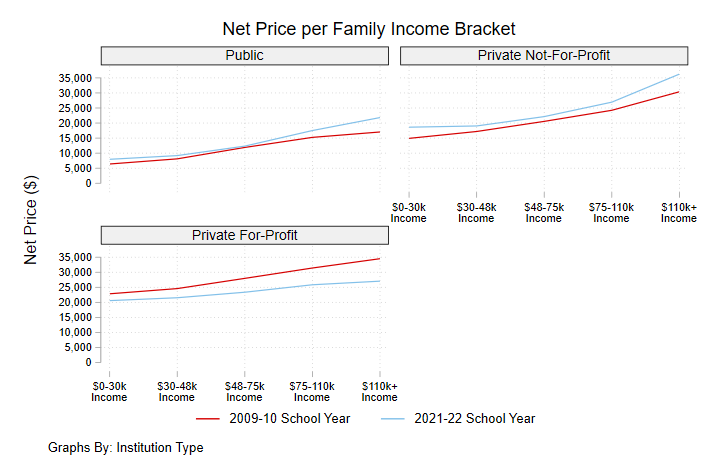 Net Price per Family Income Bracket
Public
Private Not-For-Profit
35,000
30,000
25,000
20,000
15,000
10,000
5,000
0
$0-30k
Income
$30-48k
Income
$48-75k
Income
$75-110k
Income
$110k+
Income
Net Price ($)
Private For-Profit
35,000
30,000
25,000
20,000
15,000
10,000
5,000
0
$0-30k
Income
$30-48k
Income
$48-75k
Income
$75-110k
Income
$110k+
Income
2009-10 School Year
2021-22 School Year
Graphs By: Institution Type